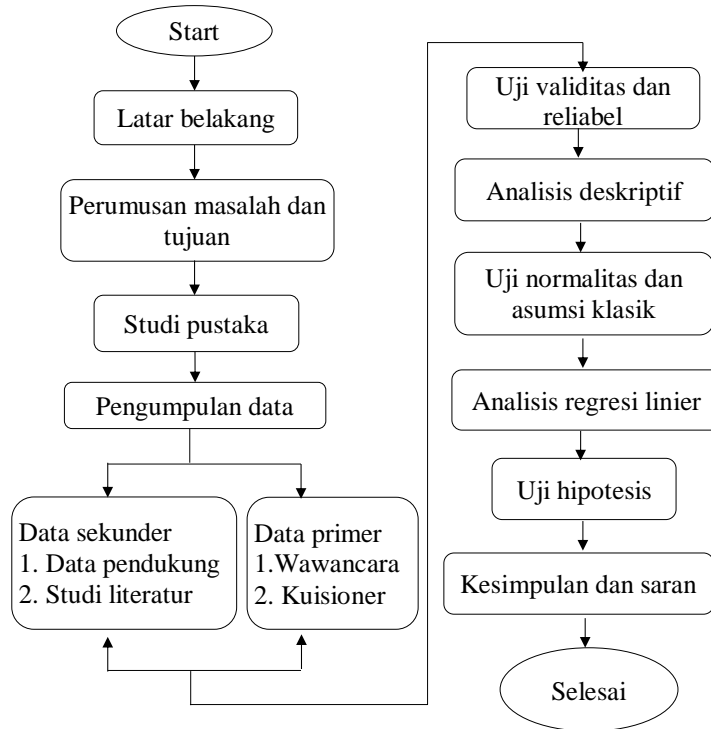 Start
Latar belakang
Perumusan masalah dan
tujuan
Studi pustaka
Pengumpulan data
Data sekunder
1. Data pendukung
2. Studi literatur
Data primer
1.Wawancara
2. Kuisioner
Uji validitas dan
reliabel
Analisis deskriptif
Uji normalitas dan
asumsi klasik
Analisis regresi linier
Uji hipotesis
Kesimpulan dan saran
Selesai